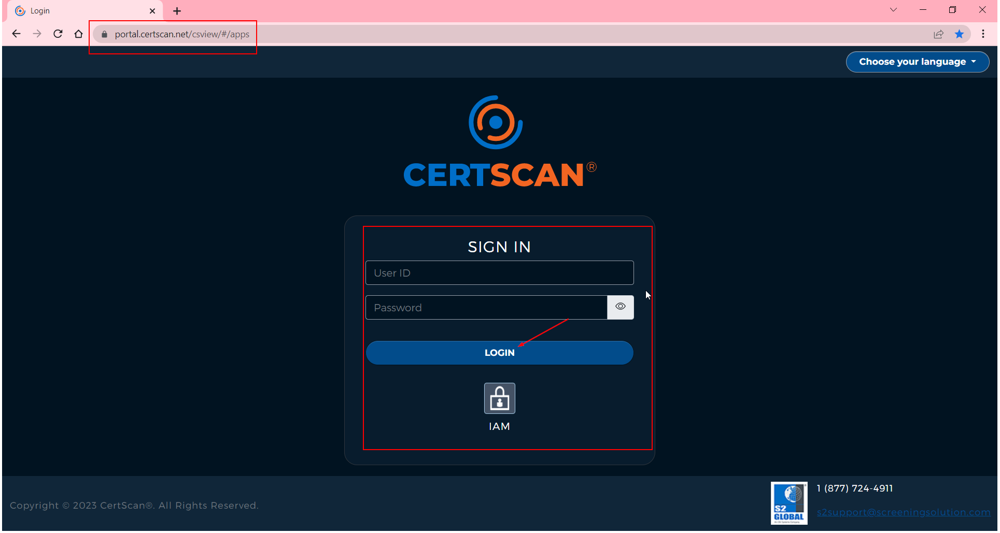 Login
portal.certscan.net/csview/#/apps
Choose your language
CERTSCAN®
SIGN IN
User ID
Password
LOGIN
IAM
Copyright © 2023 CertScan®. All Rights Reserved.
S2
GLOBAL
1 (877) 724-4911
s2support@screeningsolution.com